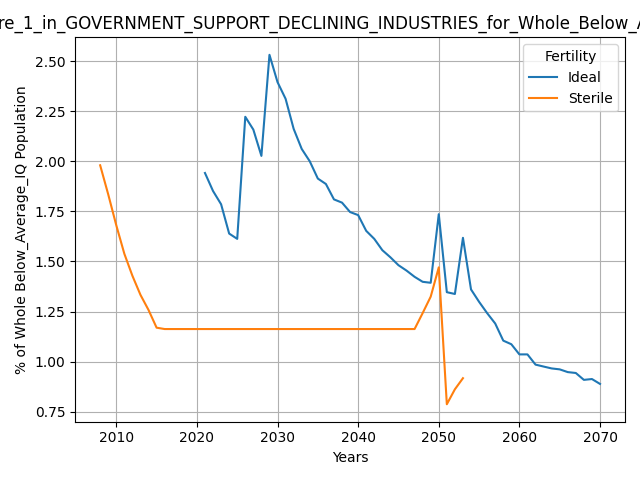 re_1_in_GOVERNMENT_SUPPORT_DECLINING_INDUSTRIES_for_Whole_Below_A
Fertility
Ideal
Sterile
% of Whole Below_Average_IQ Population
2.50
2.25
2.00
1.75
1.50
1.25
1.00
0.75
2010 2020 2030 2040 2050 2060 2070
Years